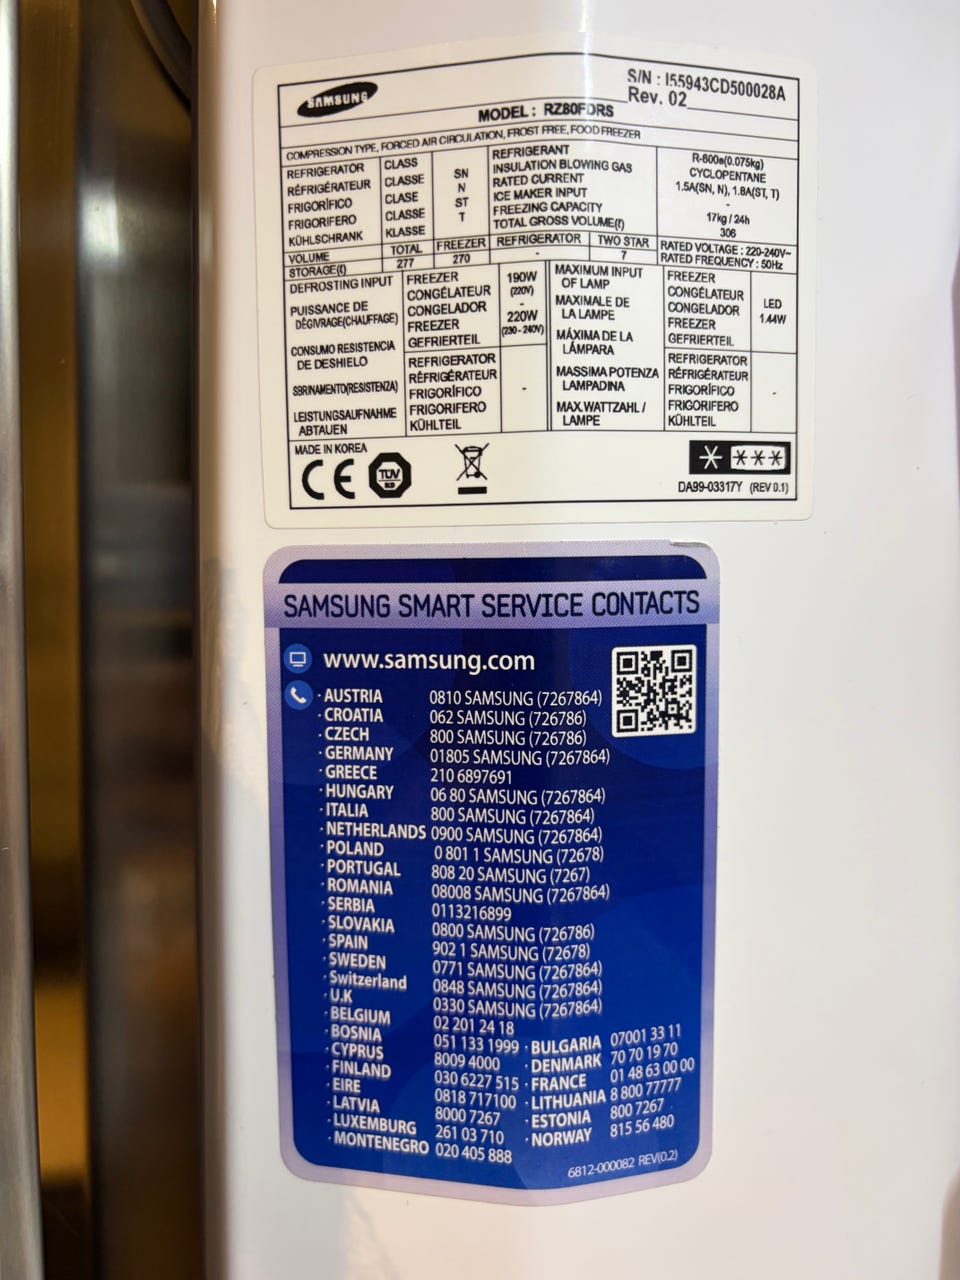 SAMSUNG
S/N : I55943CD500028A
Rev. 02
MODEL : RZ80FDRS
COMPRESSION TYPE, FORCED AIR CIRCULATION, FROST FREE, FOOD FREEZER
REFRIGERATOR CLASS
RÉFRIGÉRATEUR CLASSE
FRIGORÍFICO CLASE
FRIGORIFERO CLASSE
KÜHLSCHRANK KLASSE
SN
N
ST
T
REFRIGERANT R-600a(0.075kg)
INSULATION BLOWING GAS CYCLOPENTANE
RATED CURRENT 1.5A(SN, N), 1.8A(ST, T)
ICE MAKER INPUT -
FREEZING CAPACITY 17kg / 24h
TOTAL GROSS VOLUME(ℓ) 306
VOLUME TOTAL FREEZER REFRIGERATOR TWO STAR
STORAGE(ℓ) 277 270 - 7
RATED VOLTAGE : 220-240V~
RATED FREQUENCY : 50Hz
DEFROSTING INPUT
PUISSANCE DE
DÉGIVRAGE(CHAUFFAGE)
CONSUMO RESISTENCIA
DE DESHIELO
SBRINAMENTO(RESISTENZA)
LEISTUNGSAUFNAHME
ABTAUEN
FREEZER
CONGÉLATEUR
CONGELADOR
FREEZER
GEFRIERTEIL
190W
(220V)
-
220W
(230 - 240V)
REFRIGERATOR
RÉFRIGÉRATEUR
FRIGORÍFICO
FRIGORIFERO
KÜHLTEIL
-
MAXIMUM INPUT
OF LAMP
MAXIMALE DE
LA LAMPE
MÁXIMA DE LA
LÁMPARA
MASSIMA POTENZA
LAMPADINA
MAX.WATTZAHL /
LAMPE
FREEZER
CONGÉLATEUR
CONGELADOR
FREEZER
GEFRIERTEIL
LED
1.44W
REFRIGERATOR
RÉFRIGÉRATEUR
FRIGORÍFICO
FRIGORIFERO
KÜHLTEIL
-
MADE IN KOREA
CE TÜV
DA99-03317Y (REV 0.1)
SAMSUNG SMART SERVICE CONTACTS
www.samsung.com
· AUSTRIA 0810 SAMSUNG (7267864)
· CROATIA 062 SAMSUNG (726786)
· CZECH 800 SAMSUNG (726786)
· GERMANY 01805 SAMSUNG (7267864)
· GREECE 210 6897691
· HUNGARY 06 80 SAMSUNG (7267864)
· ITALIA 800 SAMSUNG (7267864)
· NETHERLANDS 0900 SAMSUNG (7267864)
· POLAND 0 801 1 SAMSUNG (72678)
· PORTUGAL 808 20 SAMSUNG (7267)
· ROMANIA 08008 SAMSUNG (7267864)
· SERBIA 0113216899
· SLOVAKIA 0800 SAMSUNG (726786)
· SPAIN 902 1 SAMSUNG (72678)
· SWEDEN 0771 SAMSUNG (7267864)
· Switzerland 0848 SAMSUNG (7267864)
· U.K 0330 SAMSUNG (7267864)
· BELGIUM 02 201 24 18
· BOSNIA 051 133 1999
· CYPRUS 8009 4000
· FINLAND 030 6227 515
· EIRE 0818 717100
· LATVIA 8000 7267
· LUXEMBURG 261 03 710
· MONTENEGRO 020 405 888
· BULGARIA 07001 33 11
· DENMARK 70 70 19 70
· FRANCE 01 48 63 00 00
· LITHUANIA 8 800 77777
· ESTONIA 800 7267
· NORWAY 815 56 480
6812-000082 REV(0.2)